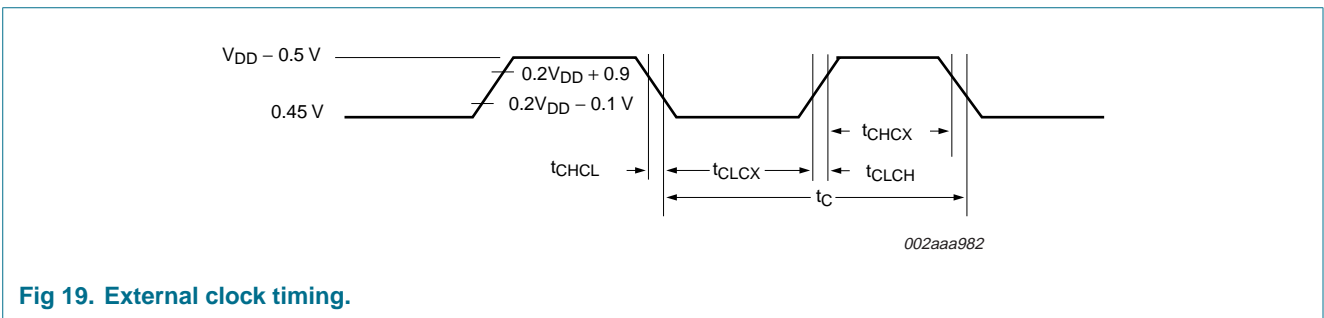 VDD − 0.5 V
0.2VDD + 0.9
0.45 V
0.2VDD − 0.1 V
tCHCX
tCHCL
tCLCX
tCLCH
tC
002aaa982
Fig 19. External clock timing.